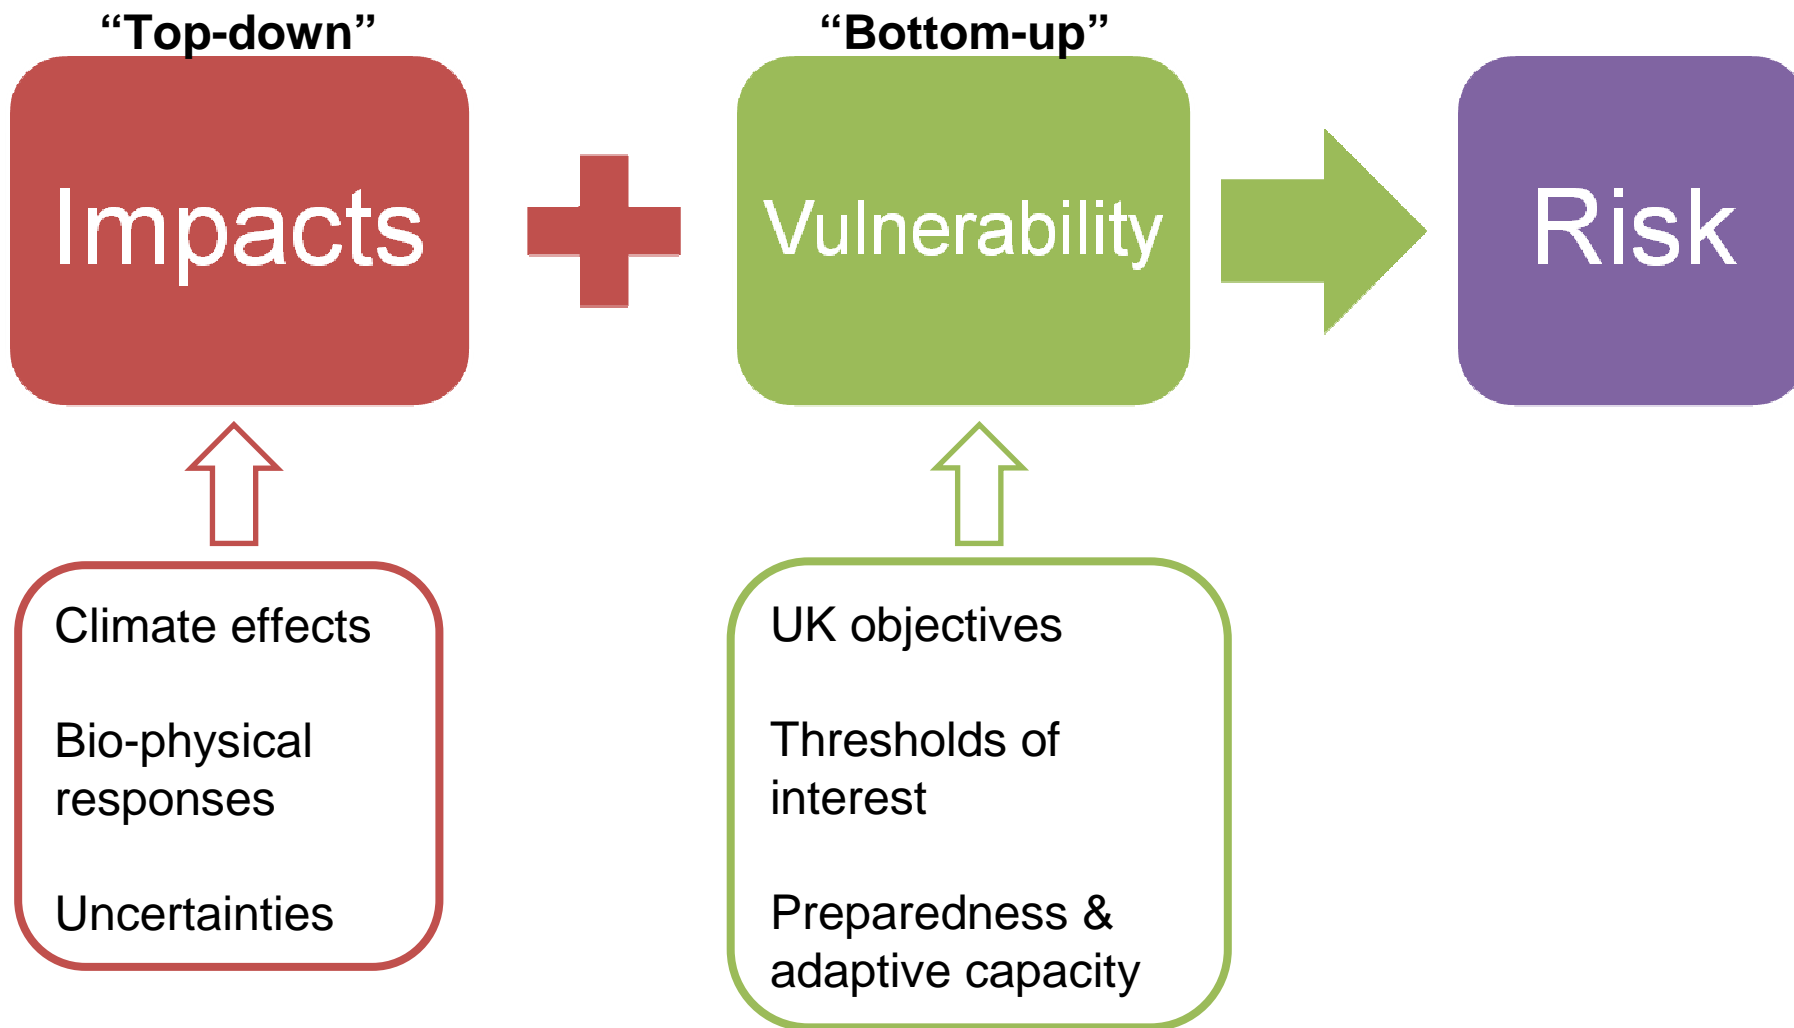 “Top-down”
“Bottom-up”
Impacts
Vulnerability
Risk
Climate effects
Bio-physical
responses
Uncertainties
UK objectives
Thresholds of
interest
Preparedness &
adaptive capacity